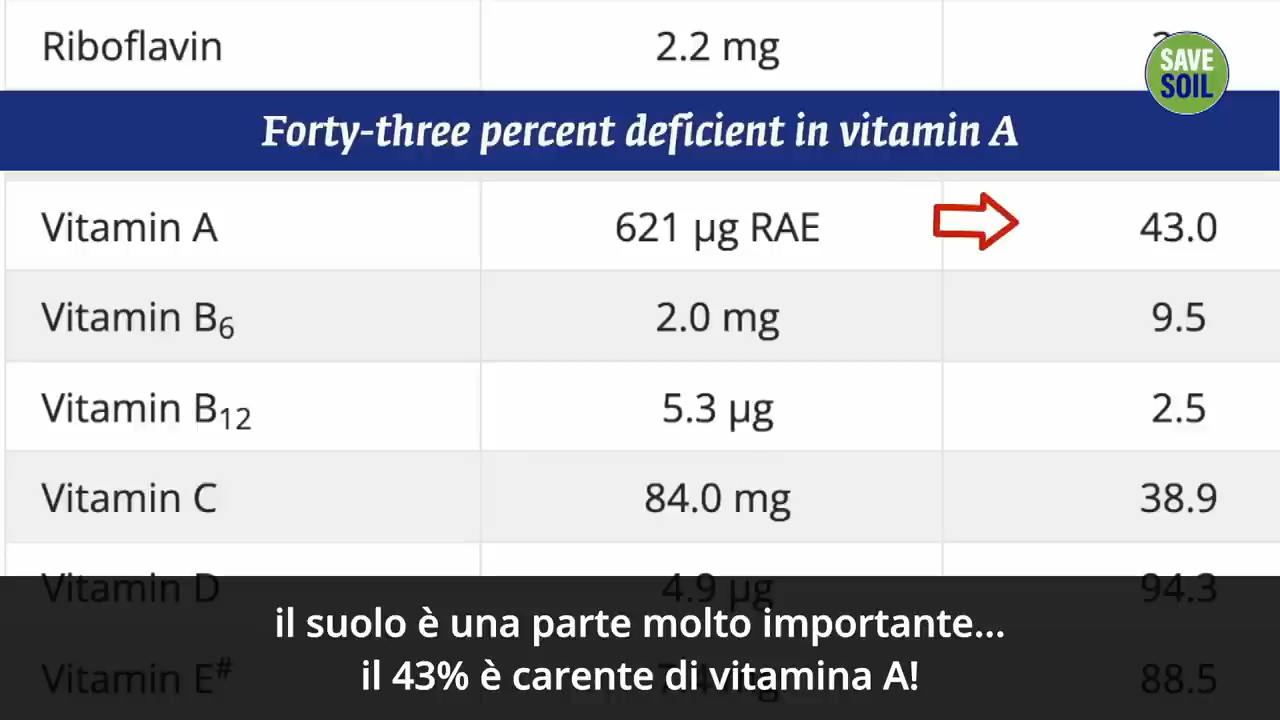 Riboflavin 2.2 mg
SAVE
SOIL
Forty-three percent deficient in vitamin A
Vitamin A 621 µg RAE 43.0
Vitamin B6 2.0 mg 9.5
Vitamin B12 5.3 µg 2.5
Vitamin C 84.0 mg 38.9
Vitamin D 4.9 µg 94.3
il suolo è una parte molto importante...
il 43% è carente di vitamina A!
Vitamin E# 88.5